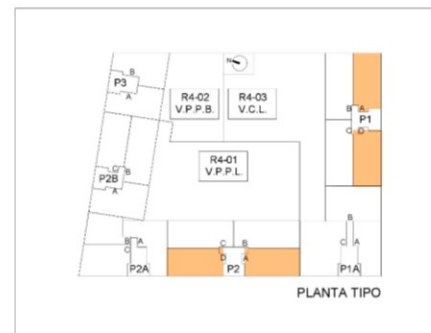 N
B
P3
A
R4-02
V.P.P.B.
R4-03
V.C.L.
B A
P1
C D
R4-01
V.P.P.L.
C
B
P2B
A
B
B A
C
P2A
C B
D A
P2
A
P1A
PLANTA TIPO